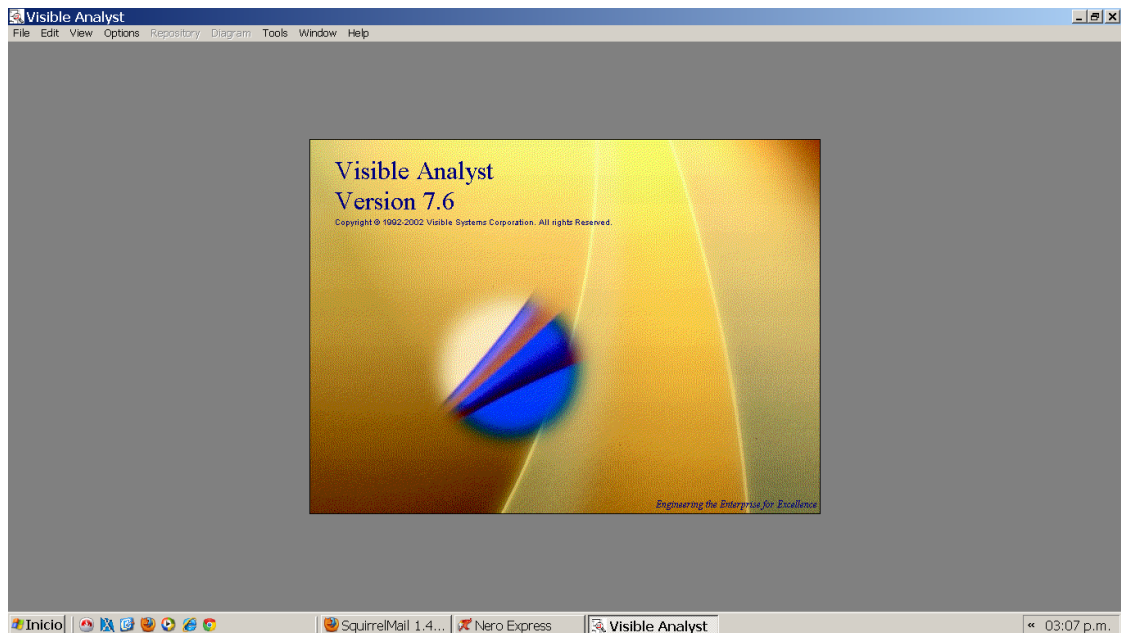 Visible Analyst
File Edit View Options Repository Diagram Tools Window Help
Visible Analyst
Version 7.6
Copyright © 1992-2002 Visible Systems Corporation. All rights Reserved.
Engineering the Enterprise for Excellence
Inicio SquirrelMail 1.4... Nero Express Visible Analyst « 03:07 p.m.